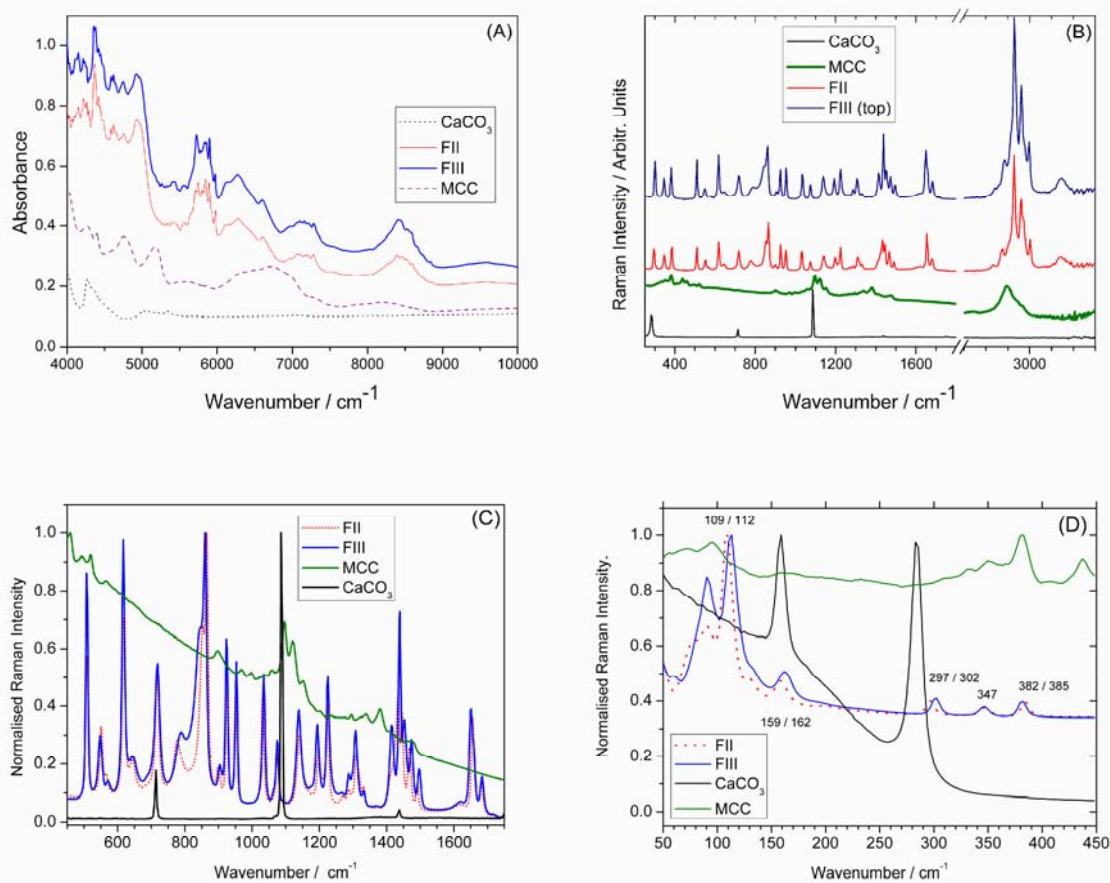 (A)
Absorbance
1.0
0.8
0.6
0.4
0.2
0.0
CaCO3
FII
FIII
MCC
4000 5000 6000 7000 8000 9000 10000
Wavenumber / cm-1
(B)
Raman Intensity / Arbitr. Units
CaCO3
MCC
FII
FIII (top)
400 800 1200 1600 3000
Wavenumber / cm-1
(C)
Normalised Raman Intensity
1.0
0.8
0.6
0.4
0.2
0.0
FII
FIII
MCC
CaCO3
600 800 1000 1200 1400 1600
Wavenumber / cm-1
(D)
Normalised Raman Intensity.
1.0
0.8
0.6
0.4
0.2
0.0
109 / 112
159 / 162
297 / 302
347
382 / 385
FII
FIII
CaCO3
MCC
50 100 150 200 250 300 350 400 450
Wavenumber / cm-1